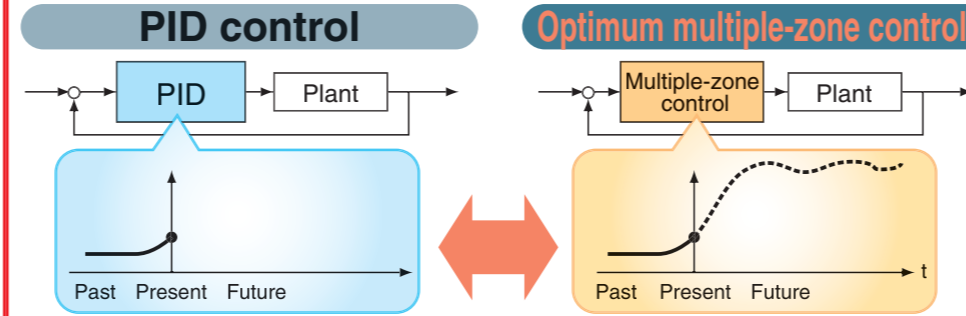 PID control
Optimum multiple-zone control
PID
Plant
Multiple-zone
control
Plant
Past Present Future
t
Past Present Future